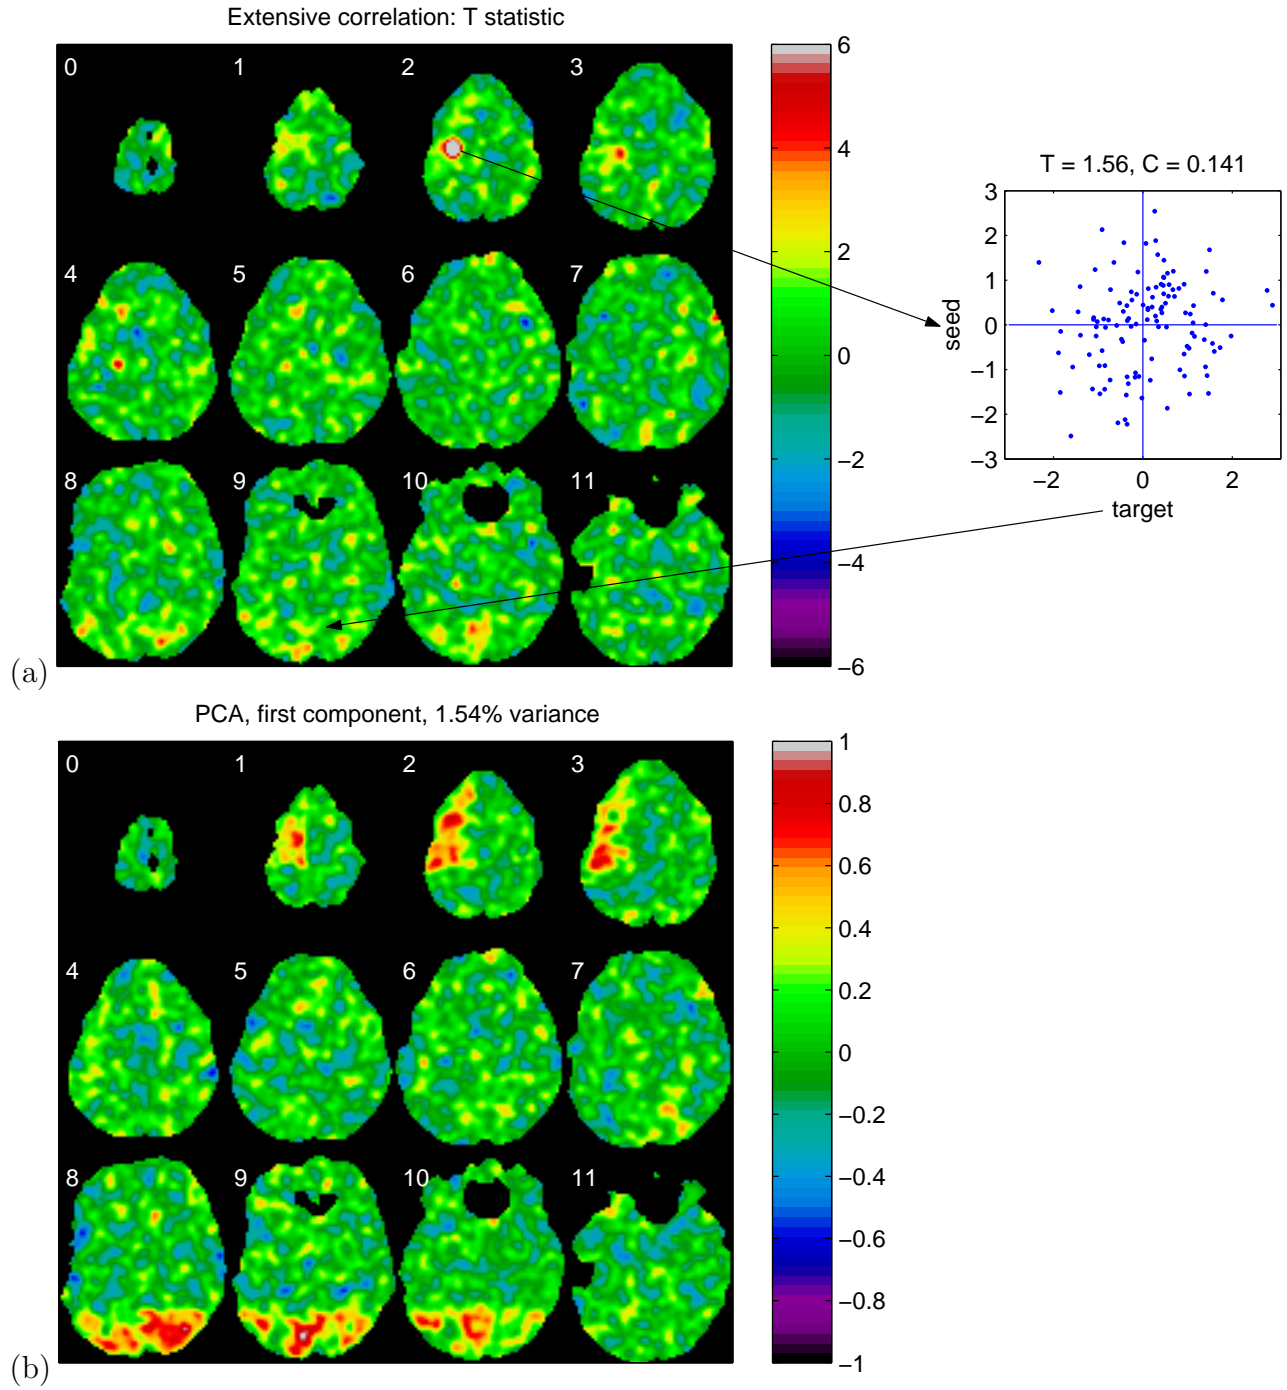 (a)
Extensive correlation: T statistic
0 1 2 3
4 5 6 7
8 9 10 11
6
4
2
0
−2
−4
−6
T = 1.56, C = 0.141
3
2
1
0
−1
−2
−3
seed
−2 0 2
target
(b)
PCA, first component, 1.54% variance
0 1 2 3
4 5 6 7
8 9 10 11
1
0.8
0.6
0.4
0.2
0
−0.2
−0.4
−0.6
−0.8
−1